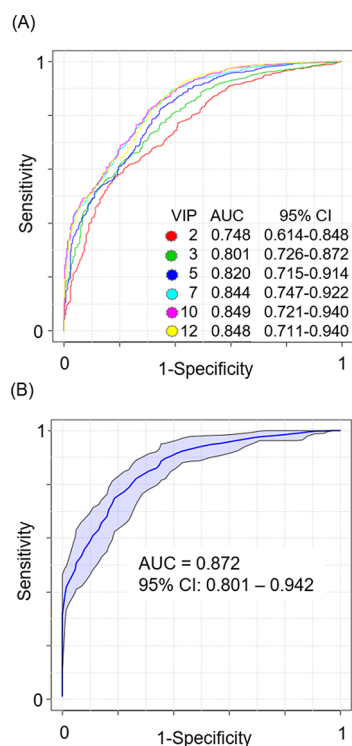 (A)
1
Sensitivity
VIP AUC 95% CI
2 0.748 0.614-0.848
3 0.801 0.726-0.872
5 0.820 0.715-0.914
7 0.844 0.747-0.922
10 0.849 0.721-0.940
12 0.848 0.711-0.940
0
0 1
1-Specificity
(B)
1
Sensitivity
AUC = 0.872
95% CI: 0.801 – 0.942
0
0 1
1-Specificity